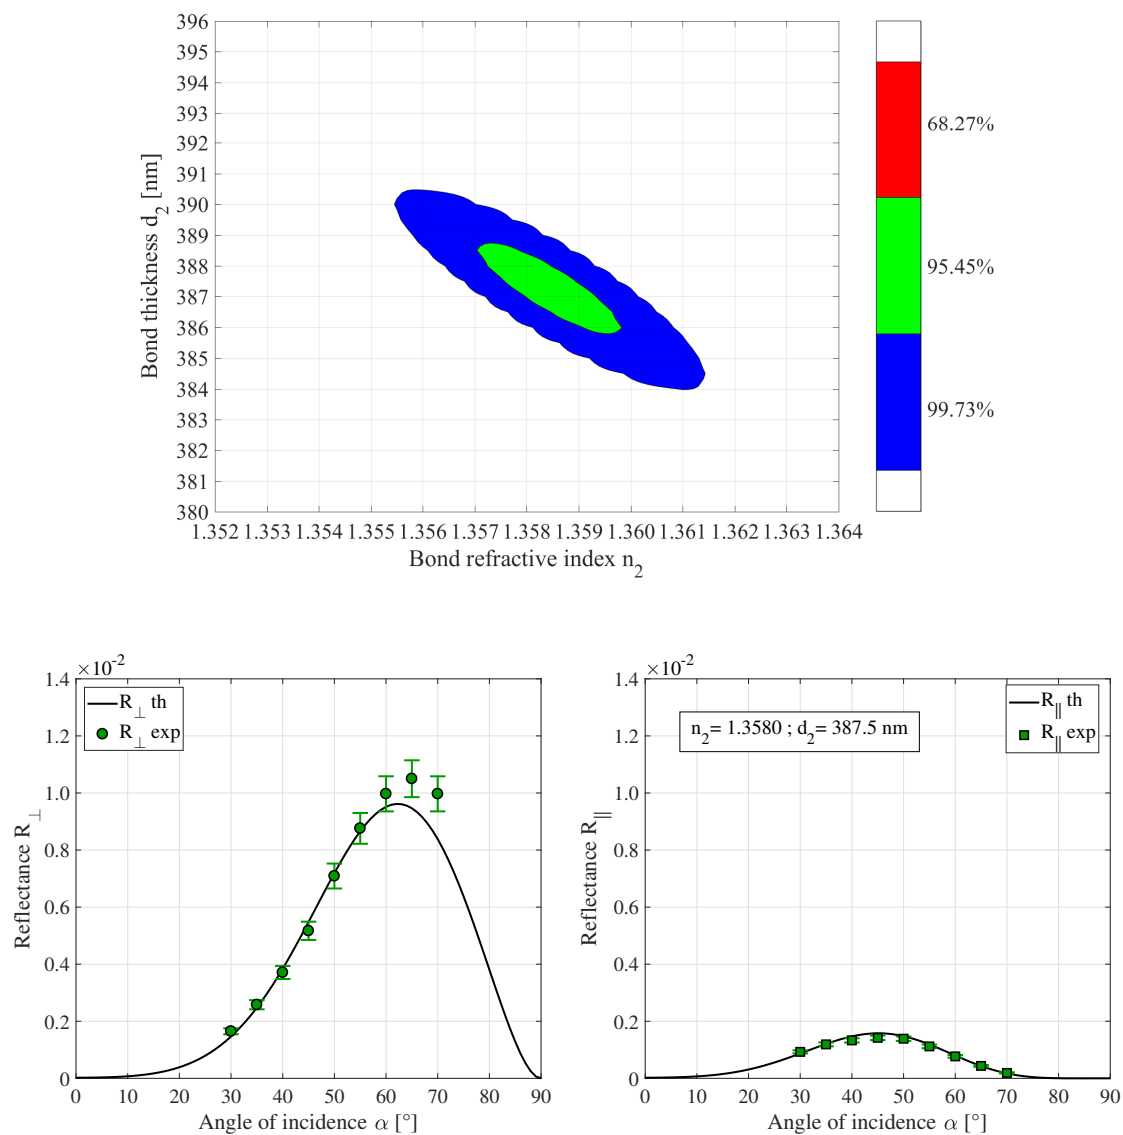 396
395
394
393
392
391
390
389
388
387
386
385
384
383
382
381
380
Bond thickness d2 [nm]
1.352 1.353 1.354 1.355 1.356 1.357 1.358 1.359 1.360 1.361 1.362 1.363 1.364
Bond refractive index n2
68.27%
95.45%
99.73%
×10-2
1.4
1.2
1.0
0.8
0.6
0.4
0.2
0
Reflectance R⊥
R⊥ th
R⊥ exp
0 10 20 30 40 50 60 70 80 90
Angle of incidence α [°]
×10-2
1.4
1.2
1.0
0.8
0.6
0.4
0.2
0
Reflectance R||
n2= 1.3580 ; d2= 387.5 nm
R|| th
R|| exp
0 10 20 30 40 50 60 70 80 90
Angle of incidence α [°]